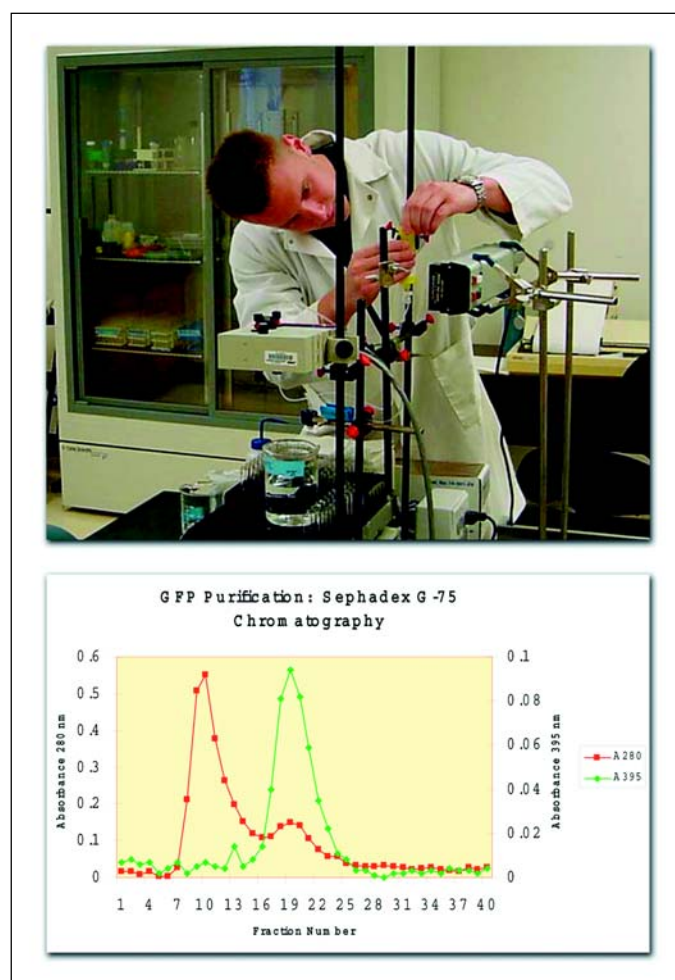 GFP Purification: Sephadex G-75
Chromatography
0.6
0.5
0.4
0.3
0.2
0.1
0
Absorbance 280 nm
0.1
0.08
0.06
0.04
0.02
0
Absorbance 395 nm
A280
A395
1 4 7 10 13 16 19 22 25 28 31 34 37 40
Fraction Number